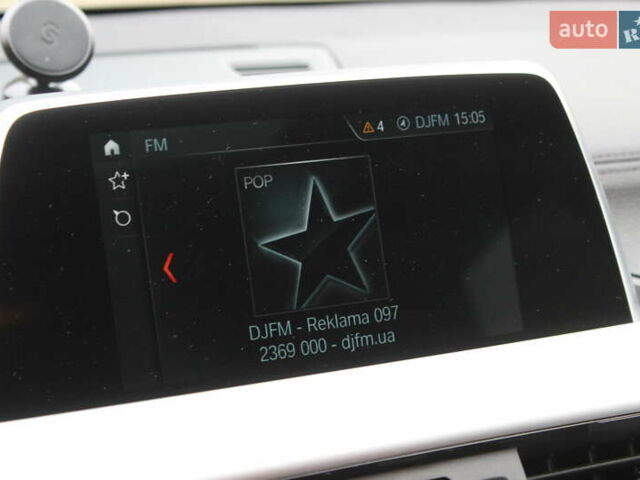 auto
FM
4
DJFM 15:05
POP
DJFM - Reklama 097
2369 000 - djfm.ua